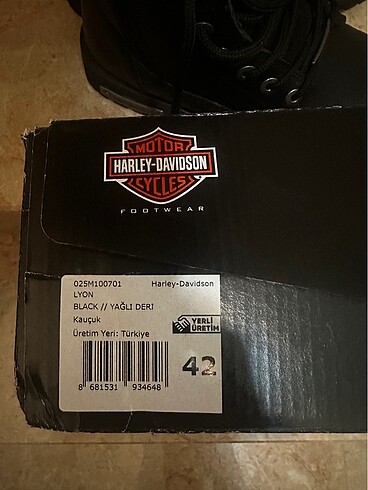 MOTOR
HARLEY-DAVIDSON
CYCLES
FOOTWEAR
025M100701 Harley-Davidson
LYON
BLACK // YAĞLI DERİ
Kauçuk
Üretim Yeri: Türkiye
YERLİ
ÜRETİM
42
8 681531 934648